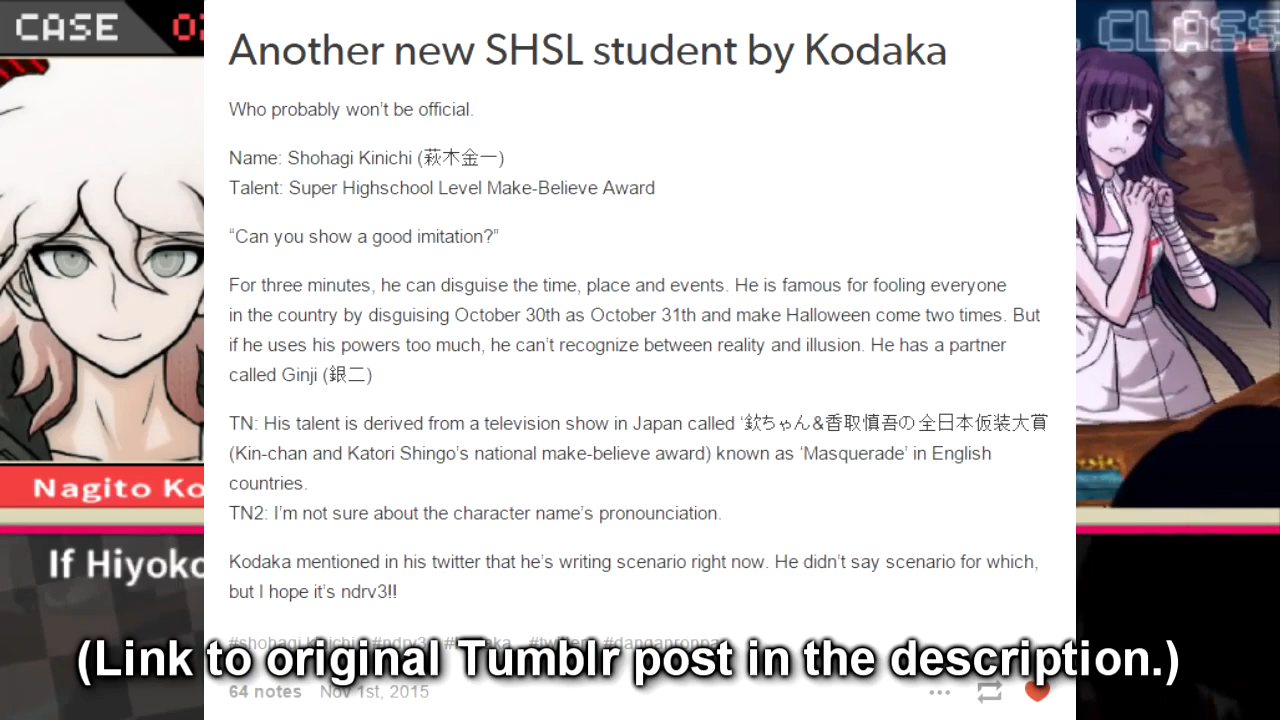 CASE
CLASS
Another new SHSL student by Kodaka
Who probably won't be official.
Name: Shohagi Kinichi (萩木金一)
Talent: Super Highschool Level Make-Believe Award
“Can you show a good imitation?”
For three minutes, he can disguise the time, place and events. He is famous for fooling everyone
in the country by disguising October 30th as October 31th and make Halloween come two times. But
if he uses his powers too much, he can't recognize between reality and illusion. He has a partner
called Ginji (銀二)
TN: His talent is derived from a television show in Japan called ‘欽ちゃん&香取慎吾の全日本仮装大賞
(Kin-chan and Katori Shingo's national make-believe award) known as ‘Masquerade’ in English
countries.
TN2: I'm not sure about the character name's pronounciation.
Kodaka mentioned in his twitter that he's writing scenario right now. He didn't say scenario for which,
but I hope it's ndrv3!!
Nagito Ko
If Hiyoko
#shohagi kinichi #ndrv3 #kodaka #twitter #danganronpa
(Link to original Tumblr post in the description.)
64 notes Nov 1st, 2015